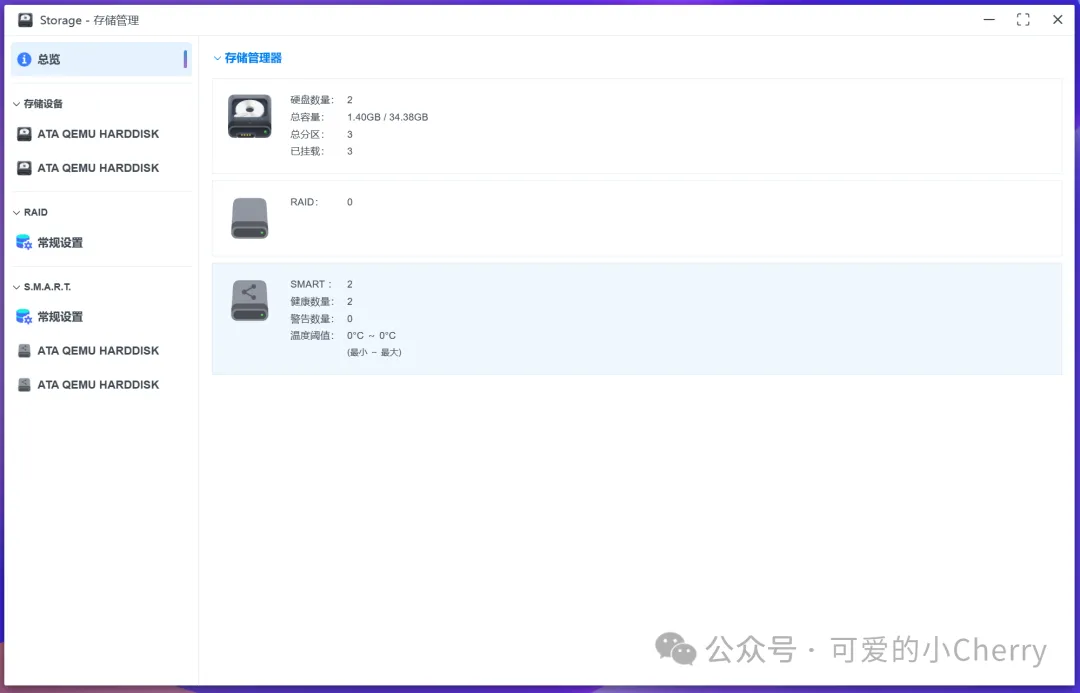 Storage - 存储管理
总览
存储设备
ATA QEMU HARDDISK
ATA QEMU HARDDISK
RAID
常规设置
S.M.A.R.T.
常规设置
ATA QEMU HARDDISK
ATA QEMU HARDDISK
存储管理器
硬盘数量： 2
总容量： 1.40GB / 34.38GB
总分区： 3
已挂载： 3
RAID： 0
SMART： 2
健康数量： 2
警告数量： 0
温度阈值： 0°C ~ 0°C
(最小 ~ 最大)
公众号 · 可爱的小Cherry